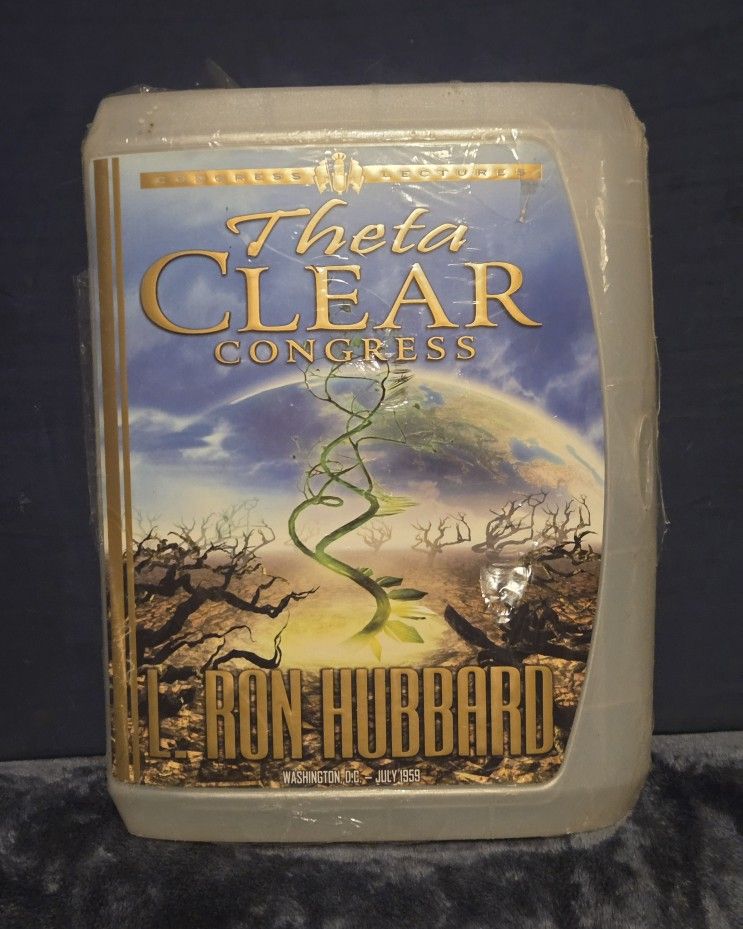 CONGRESS LECTURES
Theta
CLEAR
CONGRESS
L. RON HUBBARD
WASHINGTON, D.C. – JULY 1959